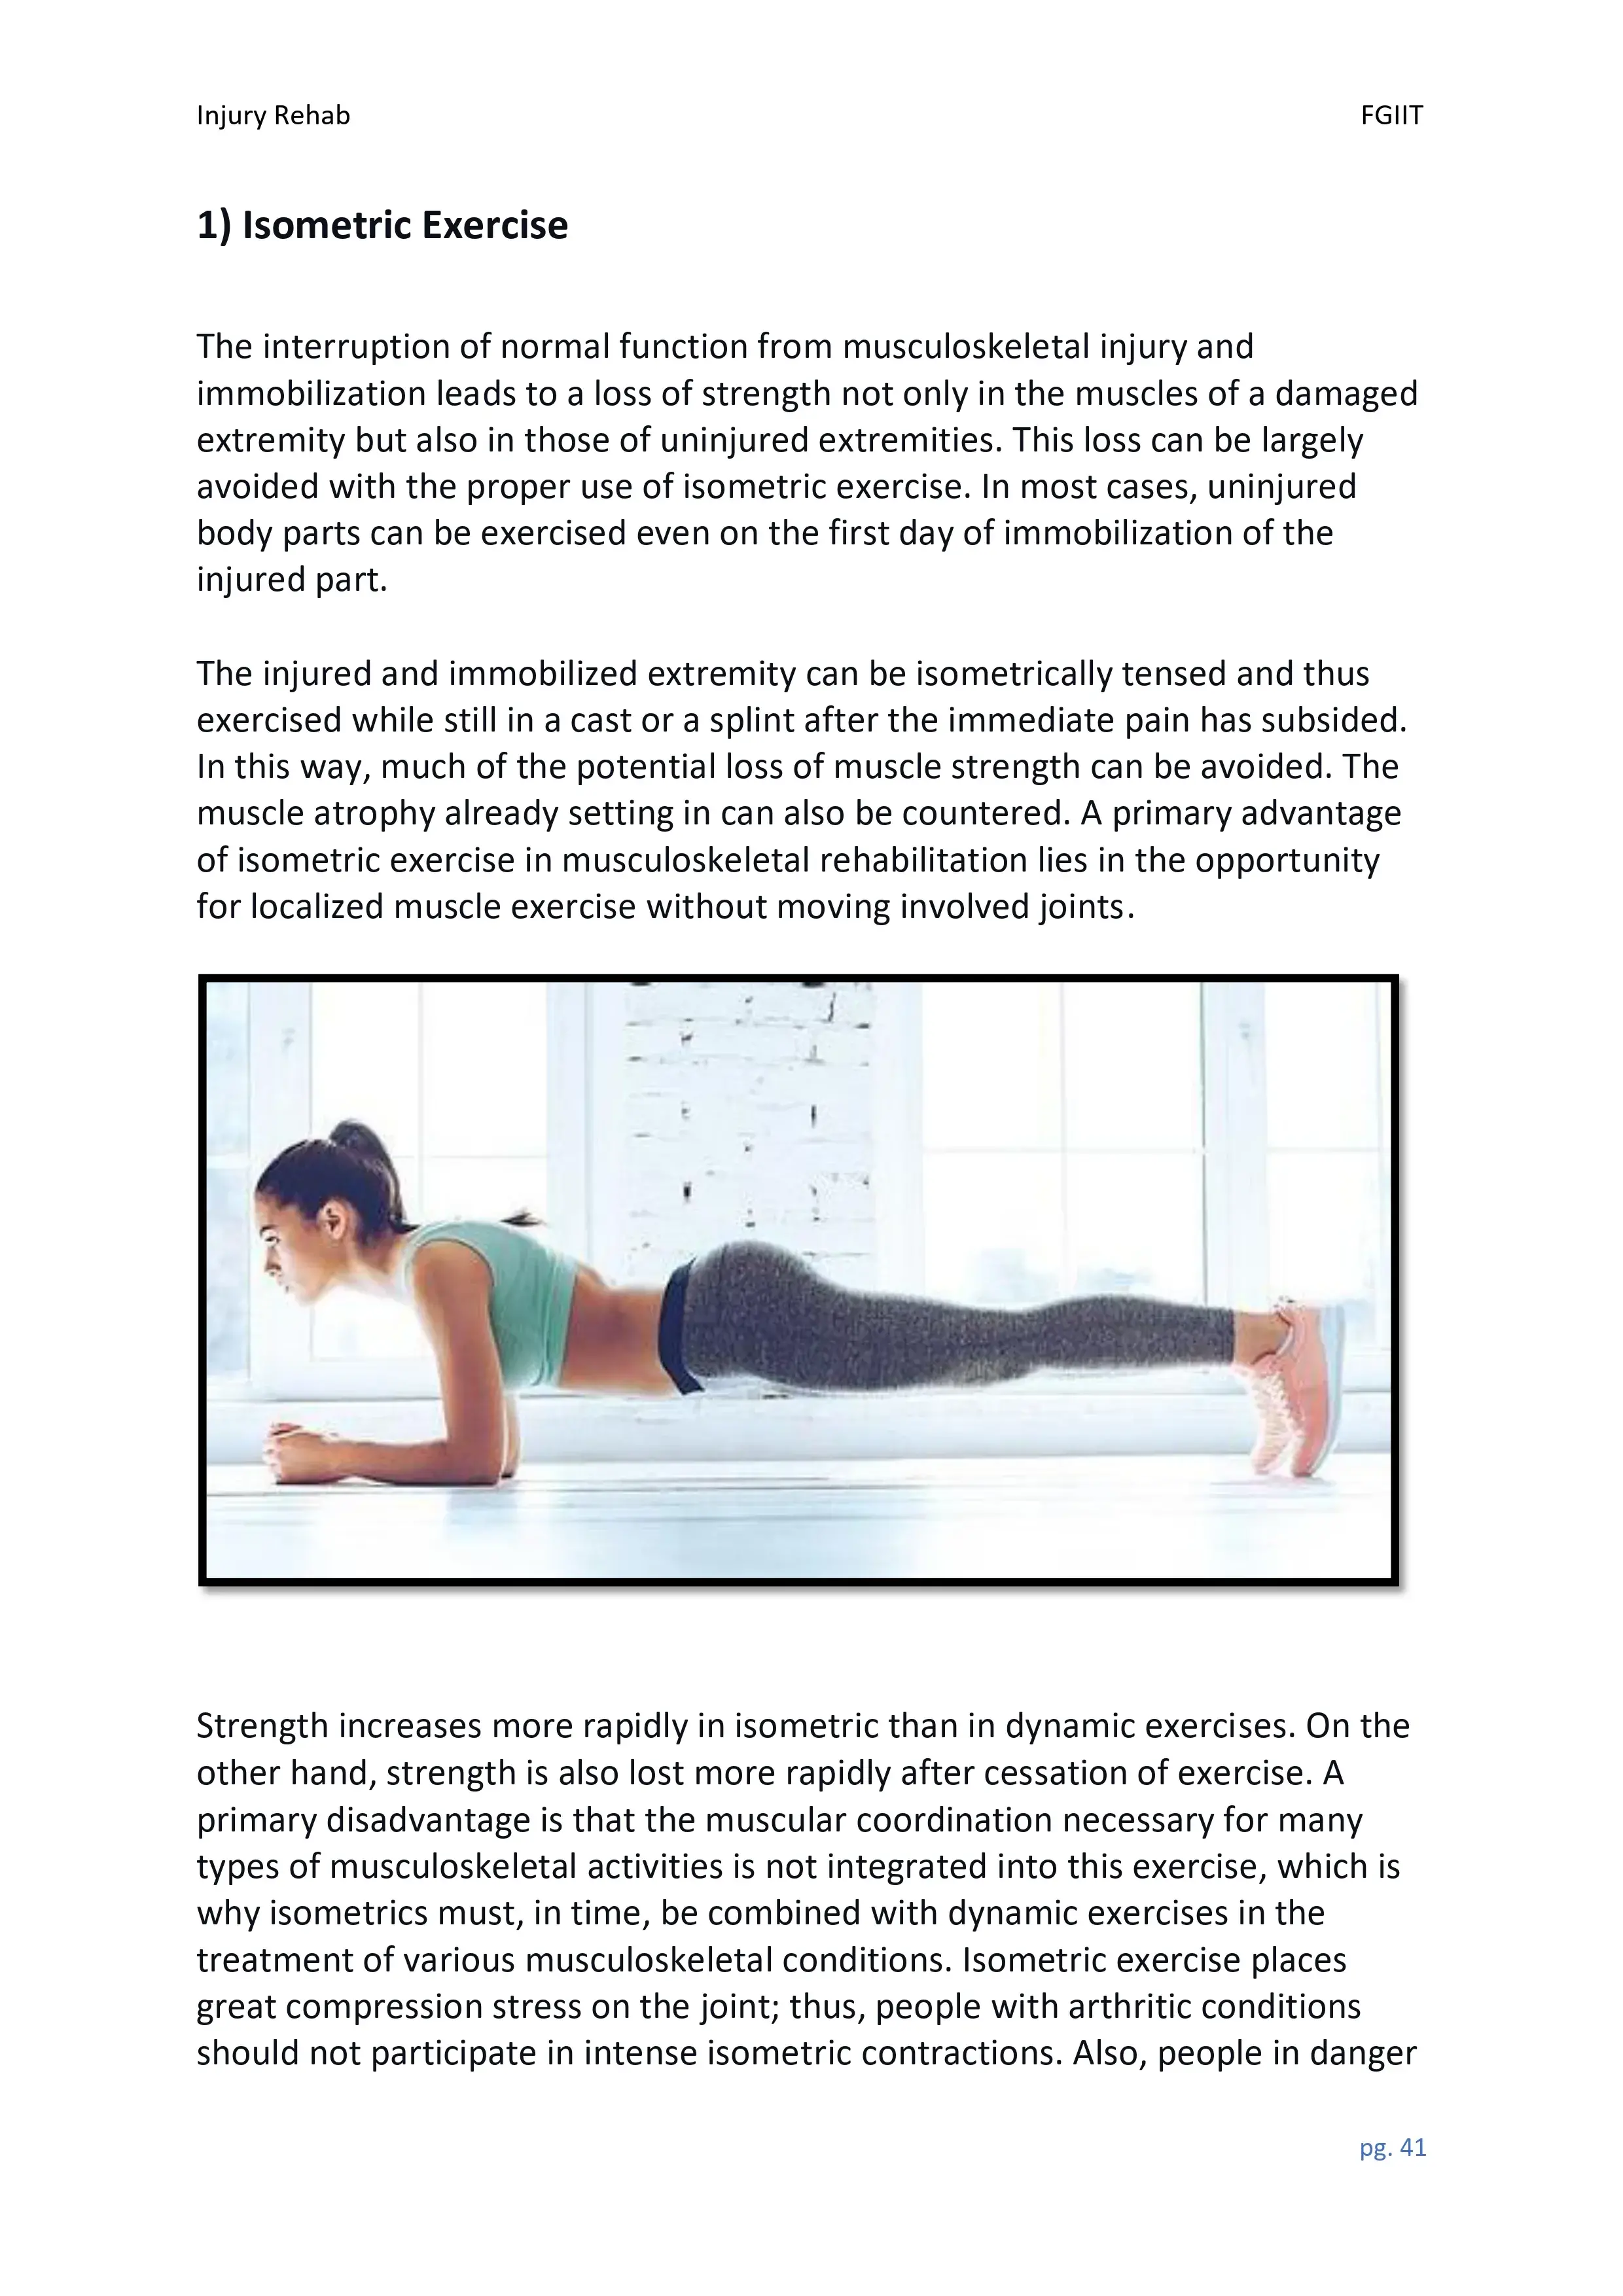 Injury Rehab FGIIT
1) Isometric Exercise
The interruption of normal function from musculoskeletal injury and
immobilization leads to a loss of strength not only in the muscles of a damaged
extremity but also in those of uninjured extremities. This loss can be largely
avoided with the proper use of isometric exercise. In most cases, uninjured
body parts can be exercised even on the first day of immobilization of the
injured part.
The injured and immobilized extremity can be isometrically tensed and thus
exercised while still in a cast or a splint after the immediate pain has subsided.
In this way, much of the potential loss of muscle strength can be avoided. The
muscle atrophy already setting in can also be countered. A primary advantage
of isometric exercise in musculoskeletal rehabilitation lies in the opportunity
for localized muscle exercise without moving involved joints.
Strength increases more rapidly in isometric than in dynamic exercises. On the
other hand, strength is also lost more rapidly after cessation of exercise. A
primary disadvantage is that the muscular coordination necessary for many
types of musculoskeletal activities is not integrated into this exercise, which is
why isometrics must, in time, be combined with dynamic exercises in the
treatment of various musculoskeletal conditions. Isometric exercise places
great compression stress on the joint; thus, people with arthritic conditions
should not participate in intense isometric contractions. Also, people in danger
pg. 41